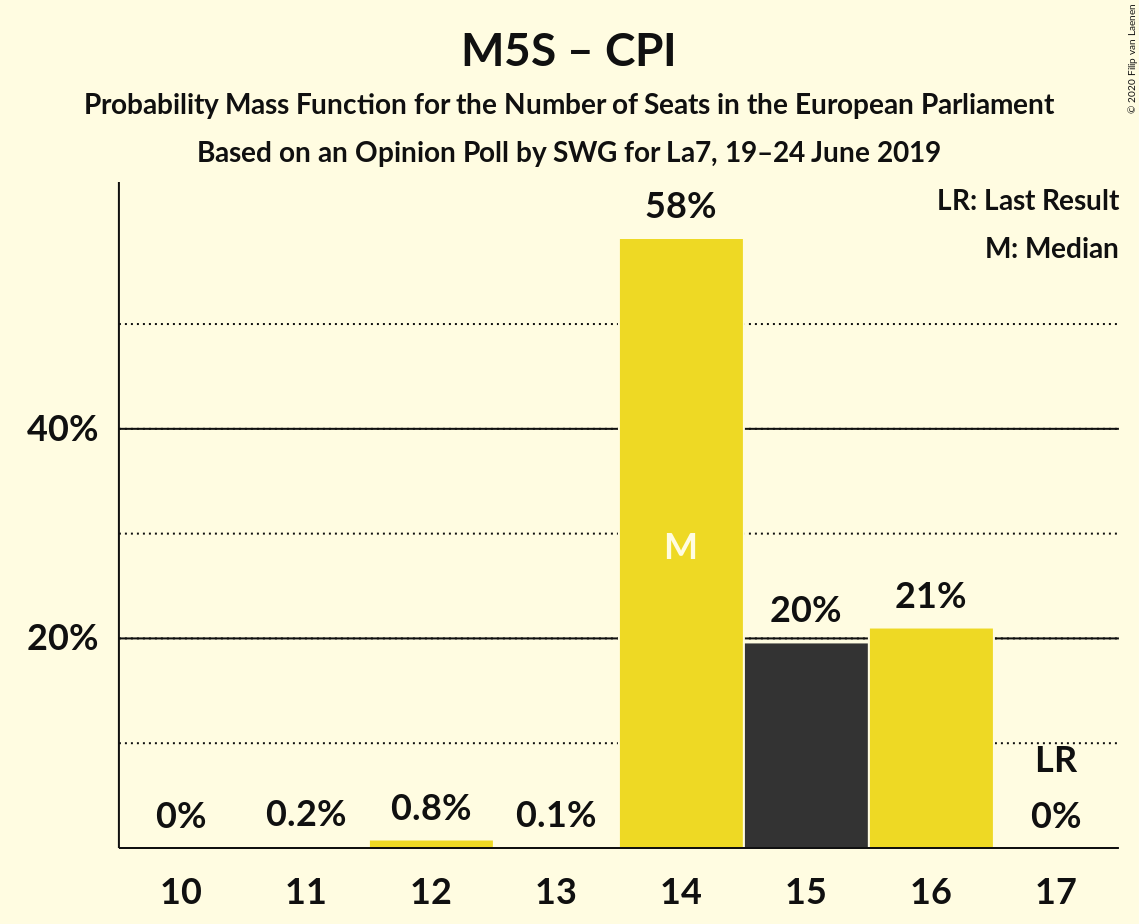 M5S – CPI
Probability Mass Function for the Number of Seats in the European Parliament
Based on an Opinion Poll by SWG for La7, 19–24 June 2019
© 2020 Filip van Laenen
LR: Last Result
M: Median
58%
40%
M
20%
20%
21%
LR
0%
0.2%
0.8%
0.1%
0%
10 11 12 13 14 15 16 17